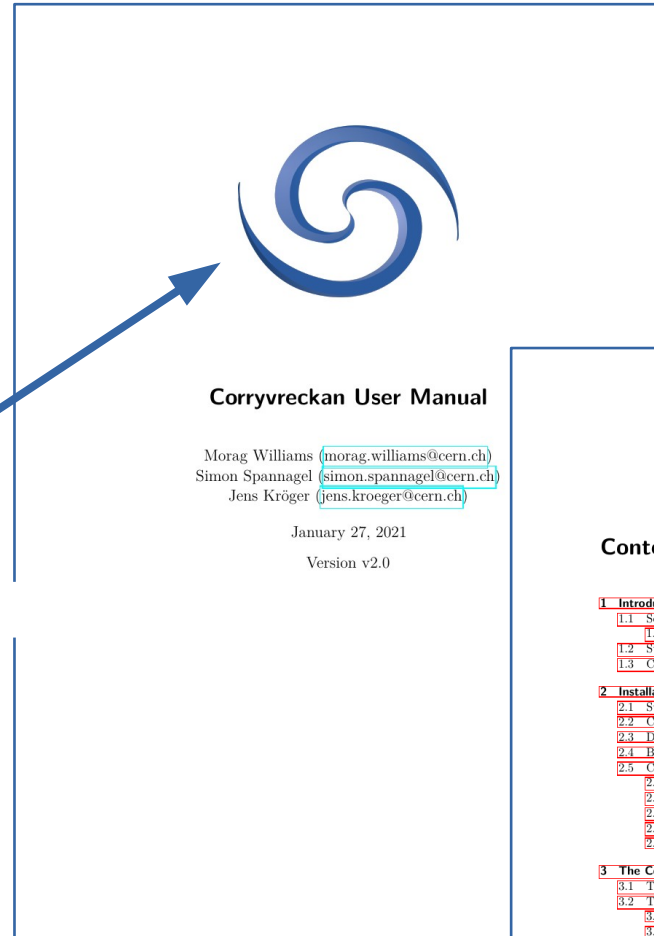 Corryvreckan User Manual
Morag Williams (morag.williams@cern.ch)
Simon Spannagel (simon.spannagel@cern.ch)
Jens Kröger (jens.kroeger@cern.ch)
January 27, 2021
Version v2.0
1
1.1
1.2
1.3
2
2.1
2.2
2.3
2.4
2.5
3 The
3.1
3.2